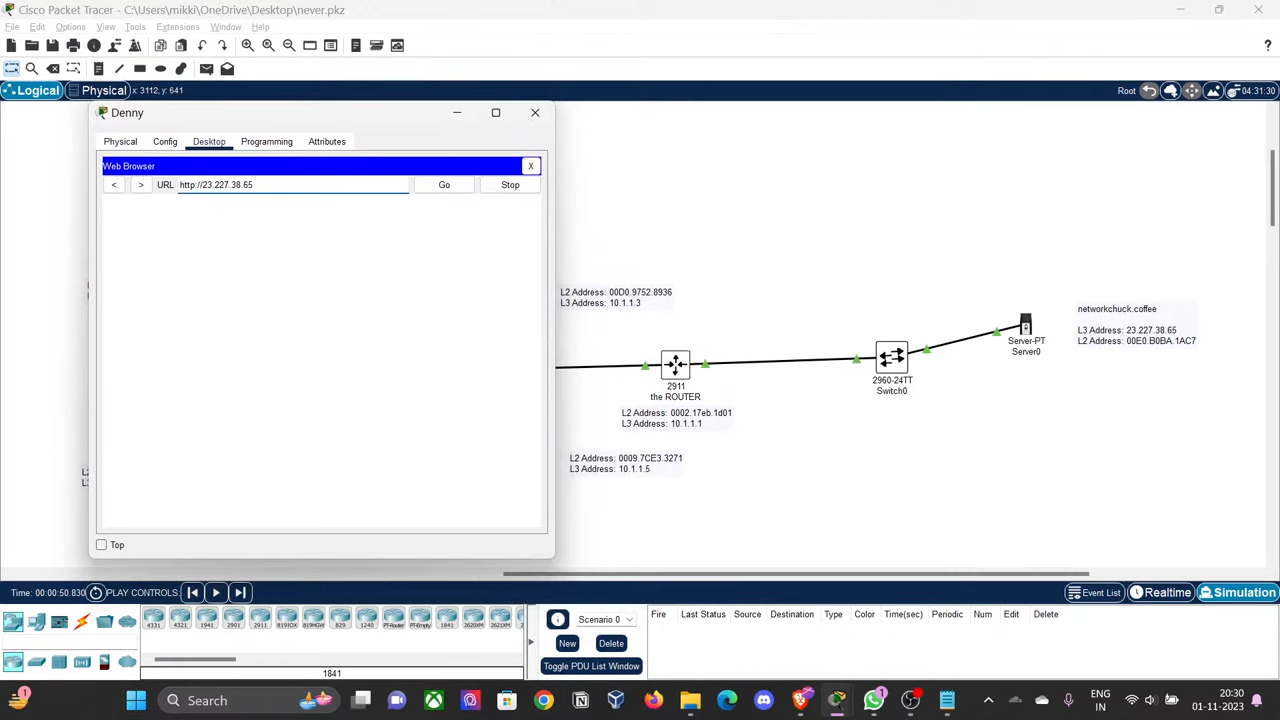 Cisco Packet Tracer - C:\Users\mikki\OneDrive\Desktop\never.pkz
File Edit Options View Tools Extensions Window Help
?
Logical Physical x: 3112, y: 641
Root 04:31:30
Denny
Physical Config Desktop Programming Attributes
Web Browser X
< > URL http://23.227.38.65 Go Stop
Top
L2 Address: 00D0.9752.8936
L3 Address: 10.1.1.3
2911
the ROUTER
L2 Address: 0002.17eb.1d01
L3 Address: 10.1.1.1
L2 Address: 0009.7CE3.3271
L3 Address: 10.1.1.5
2960-24TT
Switch0
Server-PT
Server0
networkchuck.coffee
L3 Address: 23.227.38.65
L2 Address: 00E0.B0BA.1AC7
Time: 00:00:50.830 PLAY CONTROLS:
Event List Realtime Simulation
4331 4321 1941 2901 2911 819IOX 819HGW 829 1240 PT-Router PT-Empty 1841 2620XM 2621X
1841
Scenario 0
New Delete
Toggle PDU List Window
Fire Last Status Source Destination Type Color Time(sec) Periodic Num Edit Delete
1
Search
1
ENG
IN
20:30
01-11-2023